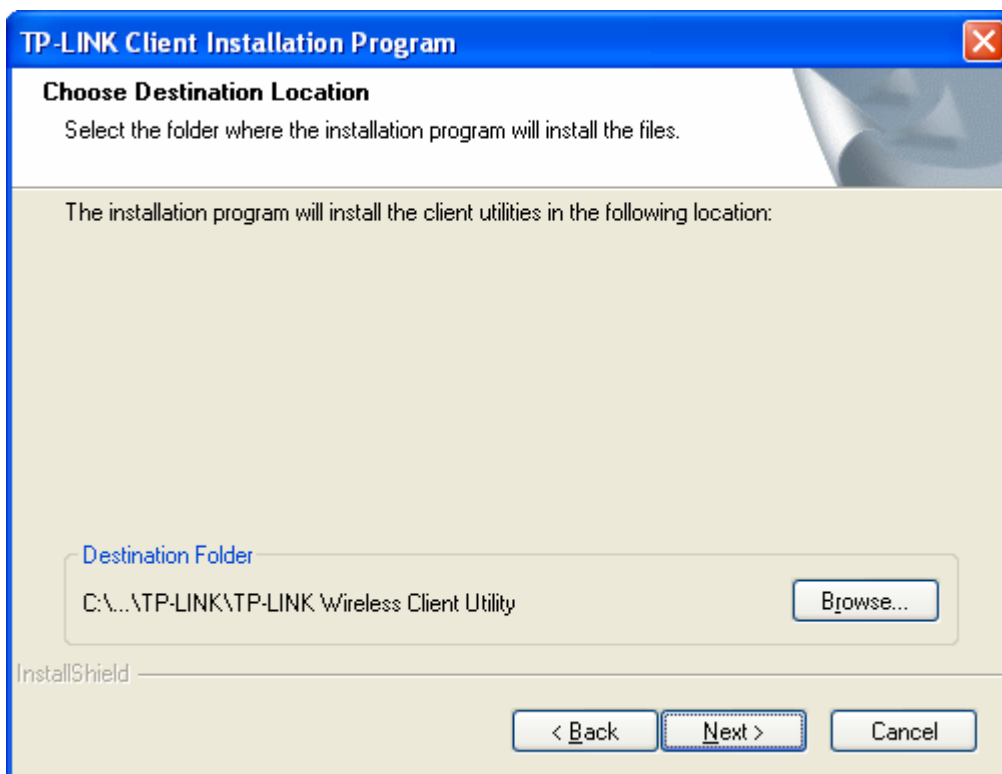 TP-LINK Client Installation Program
Choose Destination Location
Select the folder where the installation program will install the files.
The installation program will install the client utilities in the following location:
Destination Folder
C:\...\TP-LINK\TP-LINK Wireless Client Utility
Browse...
InstallShield
< Back
Next >
Cancel